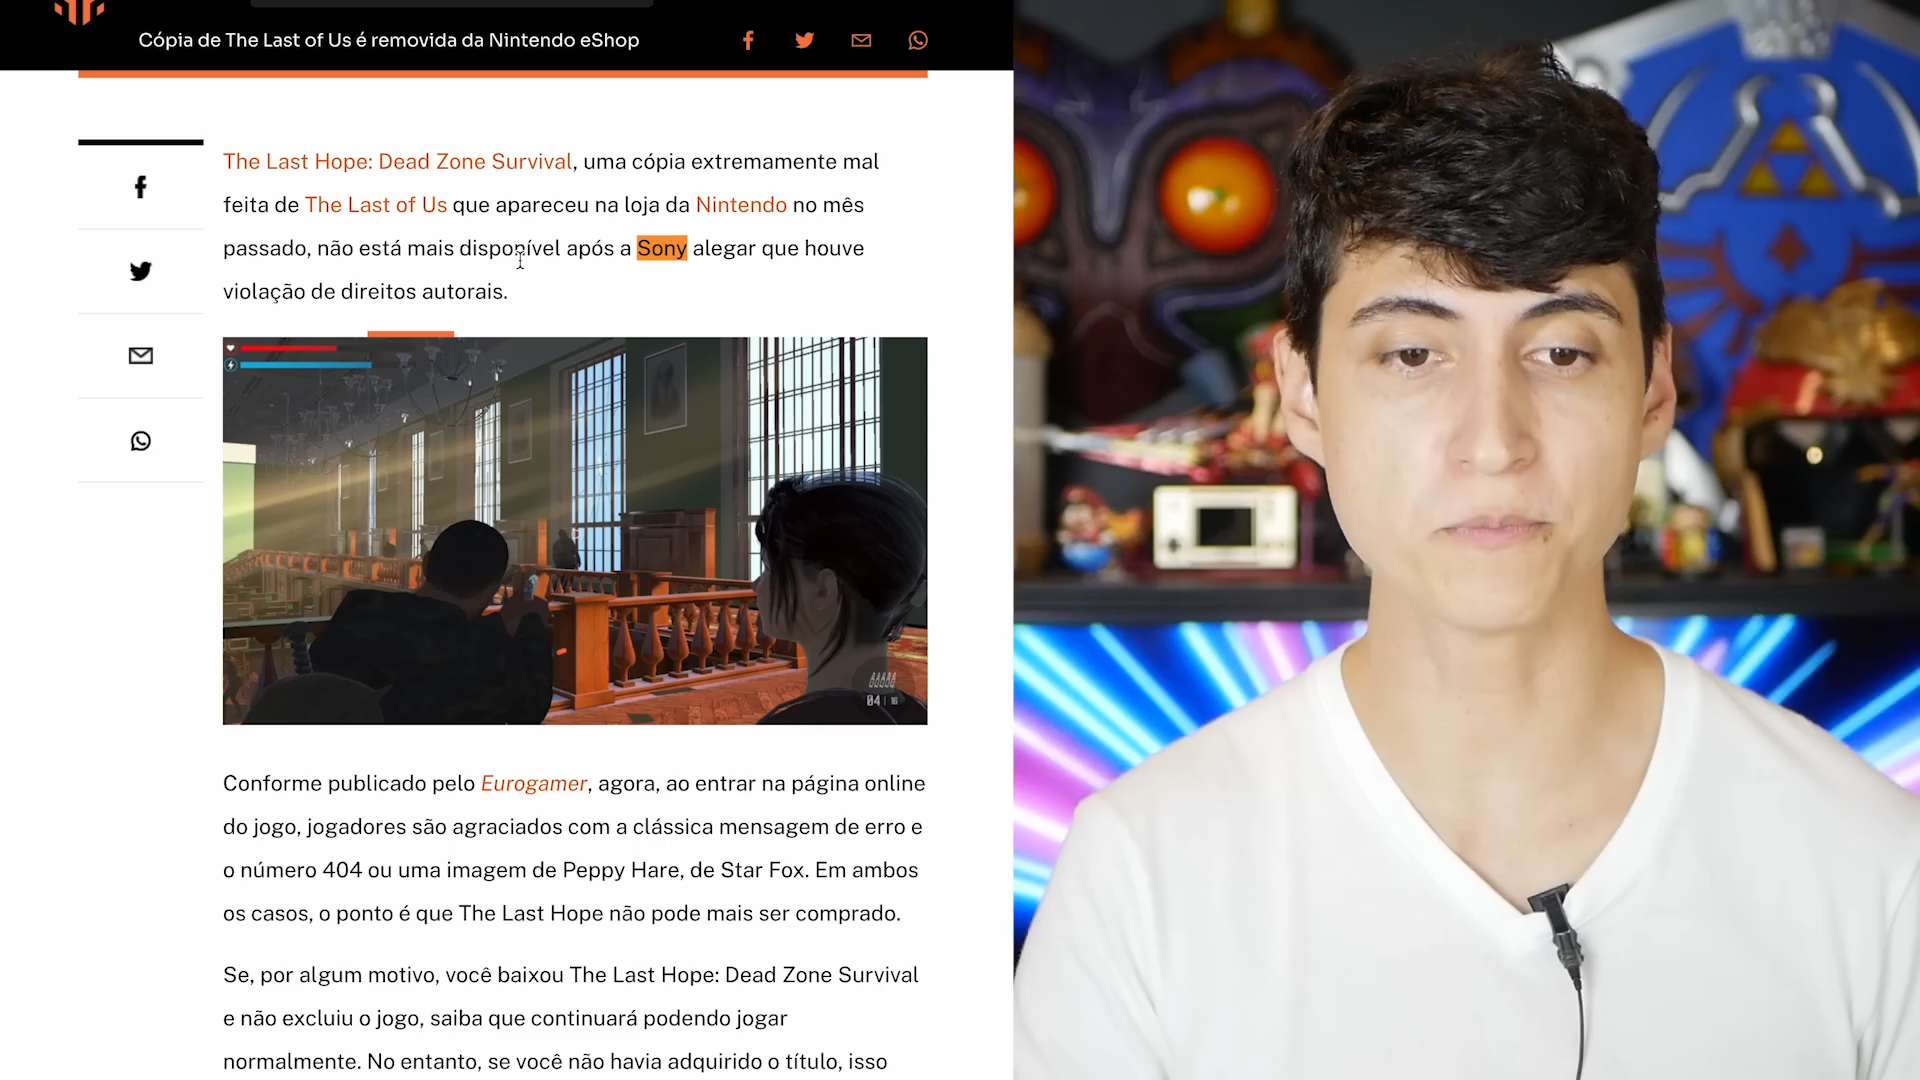 Cópia de The Last of Us é removida da Nintendo eShop
The Last Hope: Dead Zone Survival, uma cópia extremamente mal
feita de The Last of Us que apareceu na loja da Nintendo no mês
passado, não está mais disponível após a Sony alegar que houve
violação de direitos autorais.
04
Conforme publicado pelo Eurogamer, agora, ao entrar na página online
do jogo, jogadores são agraciados com a clássica mensagem de erro e
o número 404 ou uma imagem de Peppy Hare, de Star Fox. Em ambos
os casos, o ponto é que The Last Hope não pode mais ser comprado.
Se, por algum motivo, você baixou The Last Hope: Dead Zone Survival
e não excluiu o jogo, saiba que continuará podendo jogar
normalmente. No entanto, se você não havia adquirido o título, isso